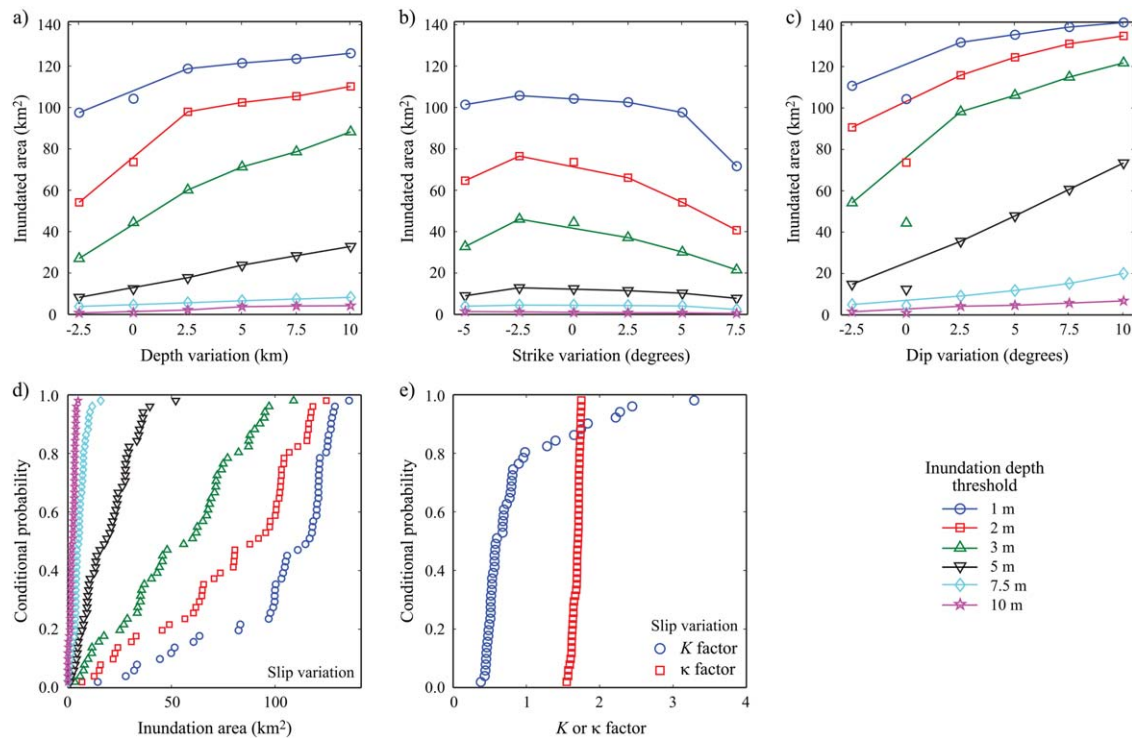 a)
140
120
100
80
60
40
20
0
Inundated area (km²)
-2.5 0 2.5 5 7.5 10
Depth variation (km)
b)
140
120
100
80
60
40
20
0
Inundated area (km²)
-5 -2.5 0 2.5 5 7.5
Strike variation (degrees)
c)
140
120
100
80
60
40
20
0
Inundated area (km²)
-2.5 0 2.5 5 7.5 10
Dip variation (degrees)
d)
1.0
0.8
0.6
0.4
0.2
0.0
Conditional probability
Slip variation
0 50 100
Inundation area (km²)
e)
1.0
0.8
0.6
0.4
0.2
0.0
Conditional probability
Slip variation
K factor
κ factor
0 1 2 3 4
K or κ factor
Inundation depth
threshold
1 m
2 m
3 m
5 m
7.5 m
10 m